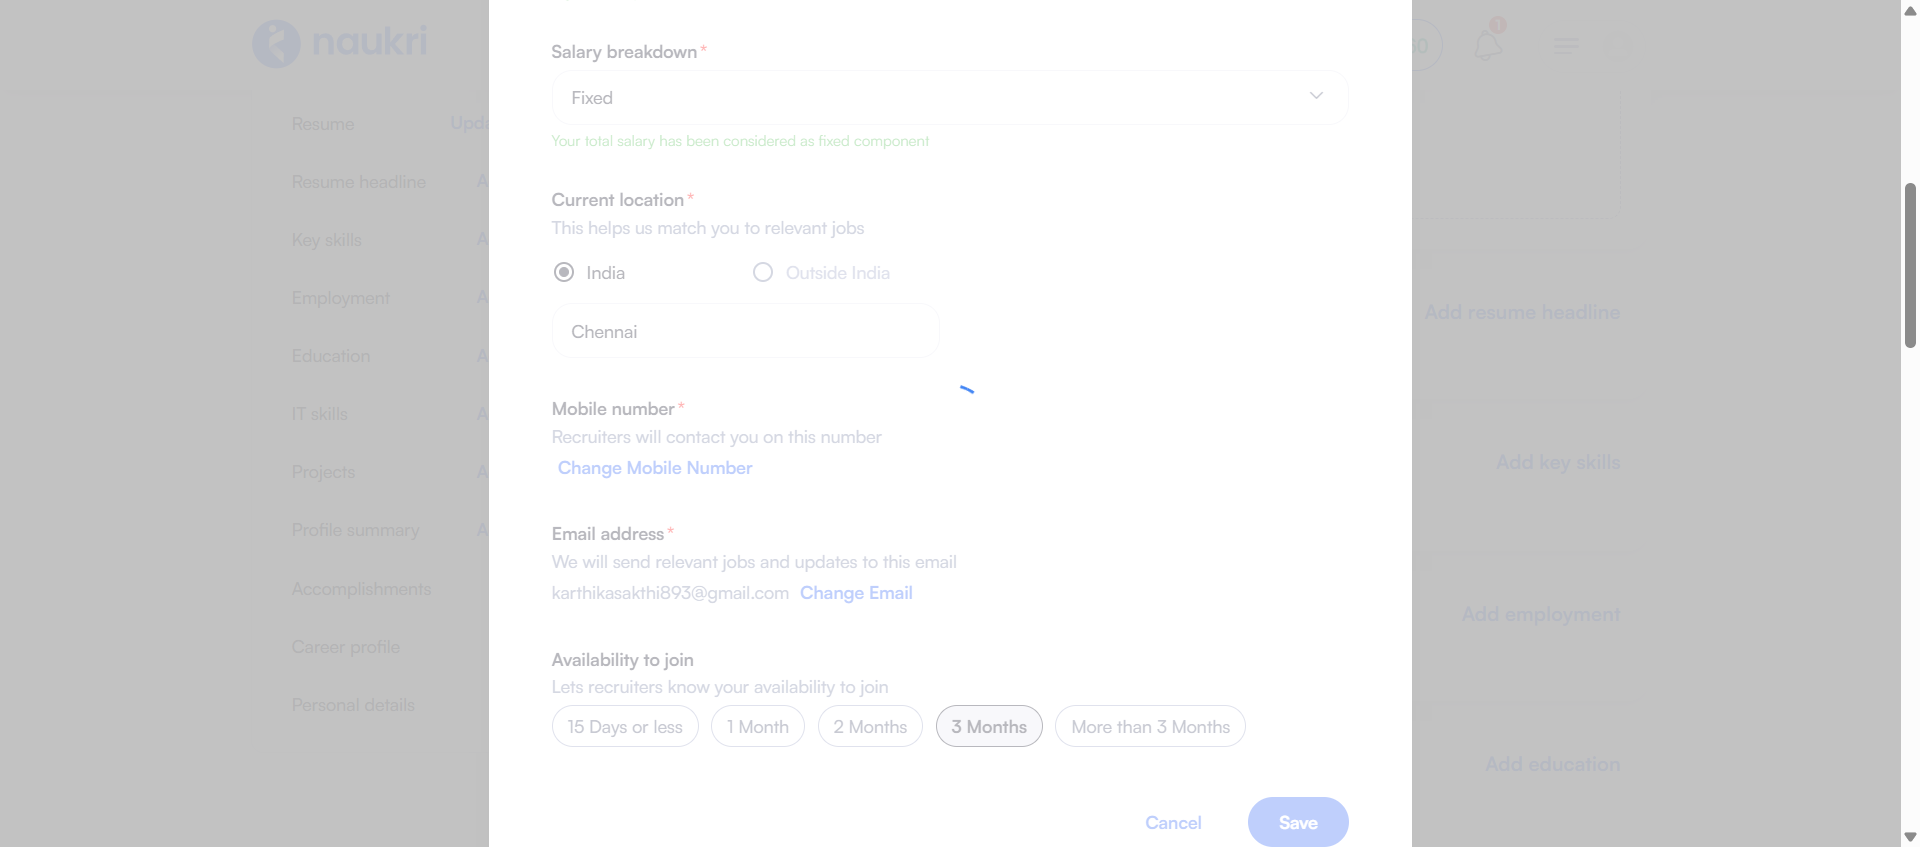 naukri
1
Salary breakdown*
Fixed
Your total salary has been considered as fixed component
Current location*
This helps us match you to relevant jobs
India
Outside India
Chennai
Mobile number*
Recruiters will contact you on this number
Change Mobile Number
Email address*
We will send relevant jobs and updates to this email
karthikasakthi893@gmail.com Change Email
Availability to join
Lets recruiters know your availability to join
15 Days or less
1 Month
2 Months
3 Months
More than 3 Months
Cancel
Save
Resume
Resume headline
Key skills
Employment
Education
IT skills
Projects
Profile summary
Accomplishments
Career profile
Personal details
Add resume headline
Add key skills
Add employment
Add education